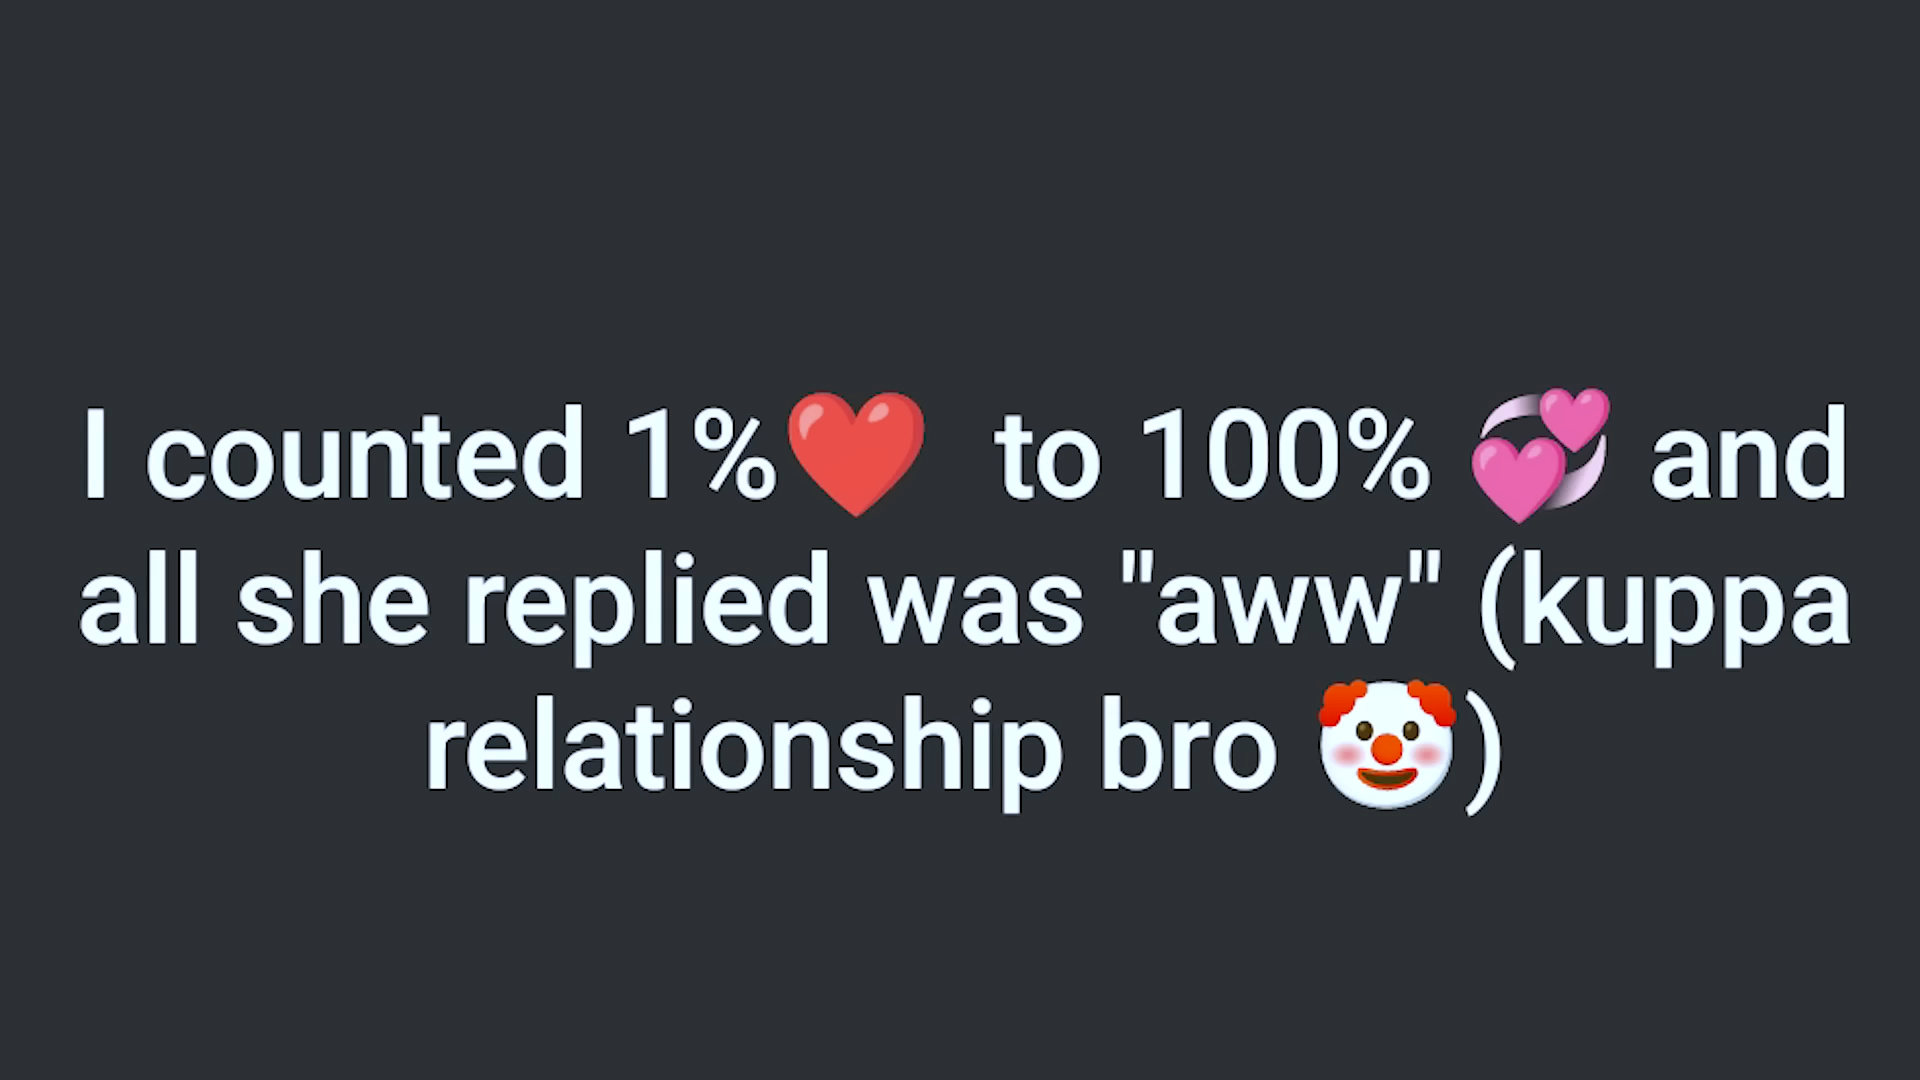 I counted 1%❤️ to 100% 💞 and
all she replied was "aww" (kuppa
relationship bro 🤡)